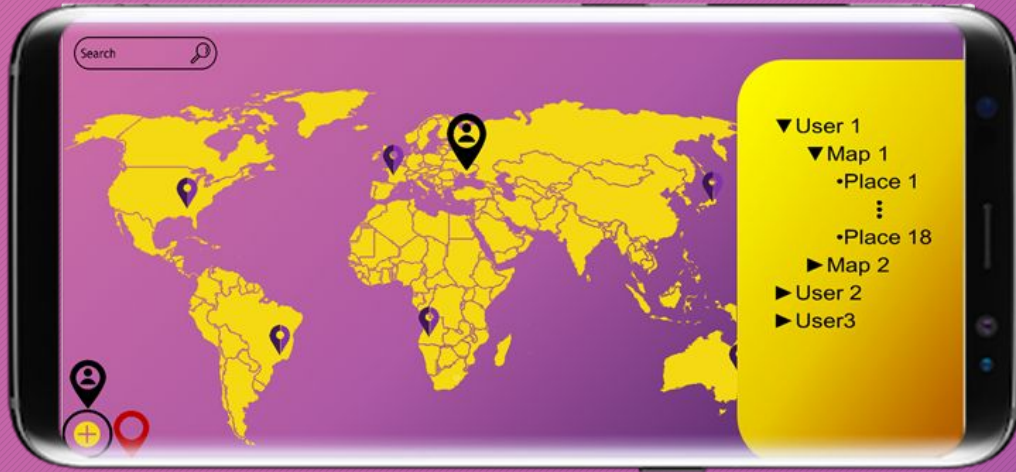 Search
▼User 1
▼Map 1
•Place 1
⋮
•Place 18
►Map 2
►User 2
►User3